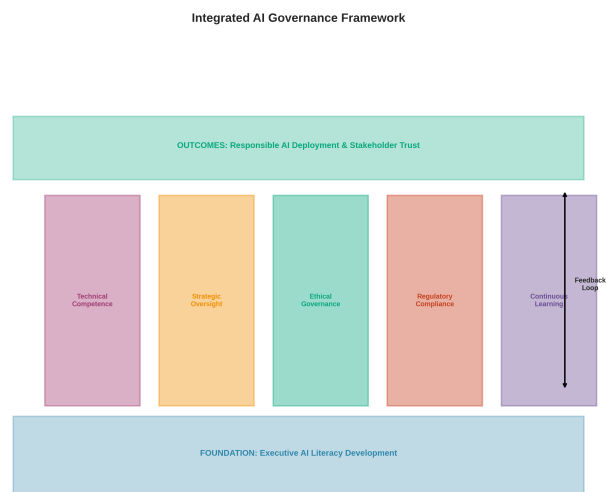 Integrated AI Governance Framework
OUTCOMES: Responsible AI Deployment & Stakeholder Trust
Technical
Competence
Strategic
Oversight
Ethical
Governance
Regulatory
Compliance
Continuous
Learning
Feedback
Loop
FOUNDATION: Executive AI Literacy Development